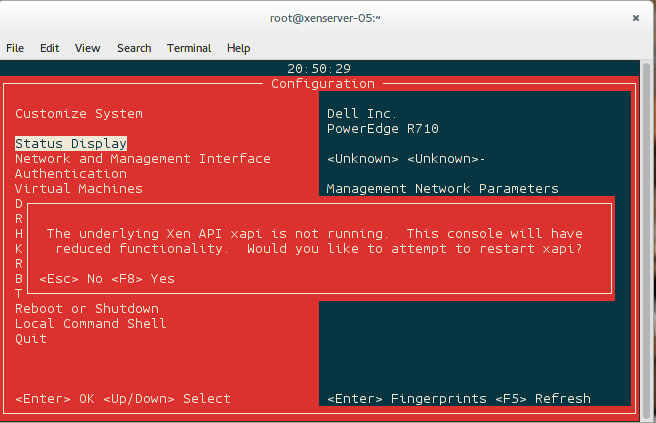 root@xenserver-05:~
File Edit View Search Terminal Help
20:50:29
Configuration
Customize System
Status Display
Network and Management Interface
Authentication
Virtual Machines
D
R
H
K
R
B
T
Reboot or Shutdown
Local Command Shell
Quit
<Enter> OK <Up/Down> Select
Dell Inc.
PowerEdge R710
<Unknown> <Unknown>-
Management Network Parameters
<Enter> Fingerprints <F5> Refresh
The underlying Xen API xapi is not running. This console will have
reduced functionality. Would you like to attempt to restart xapi?
<Esc> No <F8> Yes